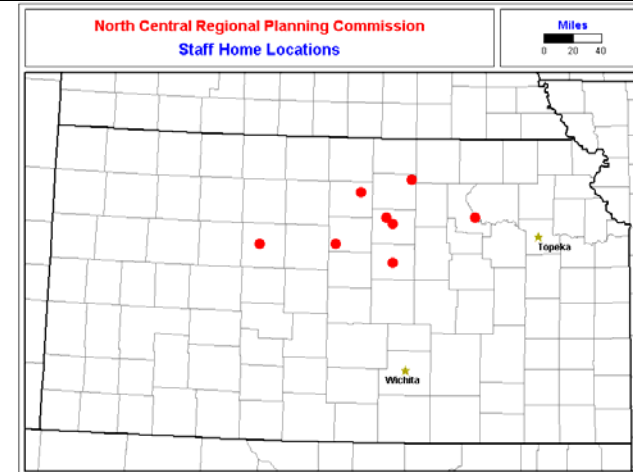 North Central Regional Planning Commission
Staff Home Locations
Miles
0 20 40
Topeka
Wichita